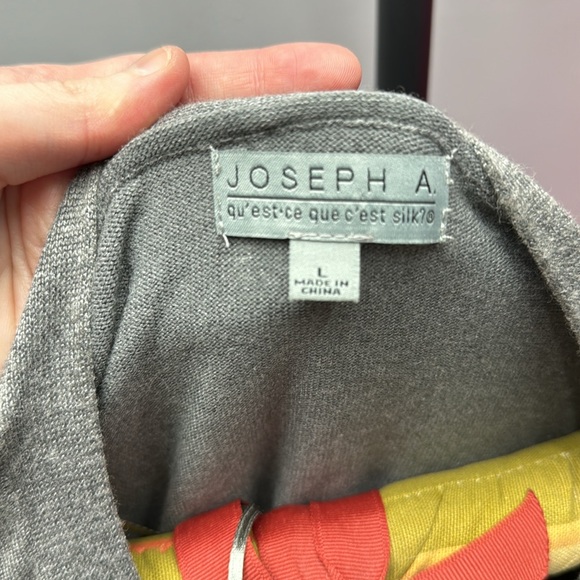 JOSEPH A.
qu'est·ce que c'est silk?®
L
MADE IN
CHINA